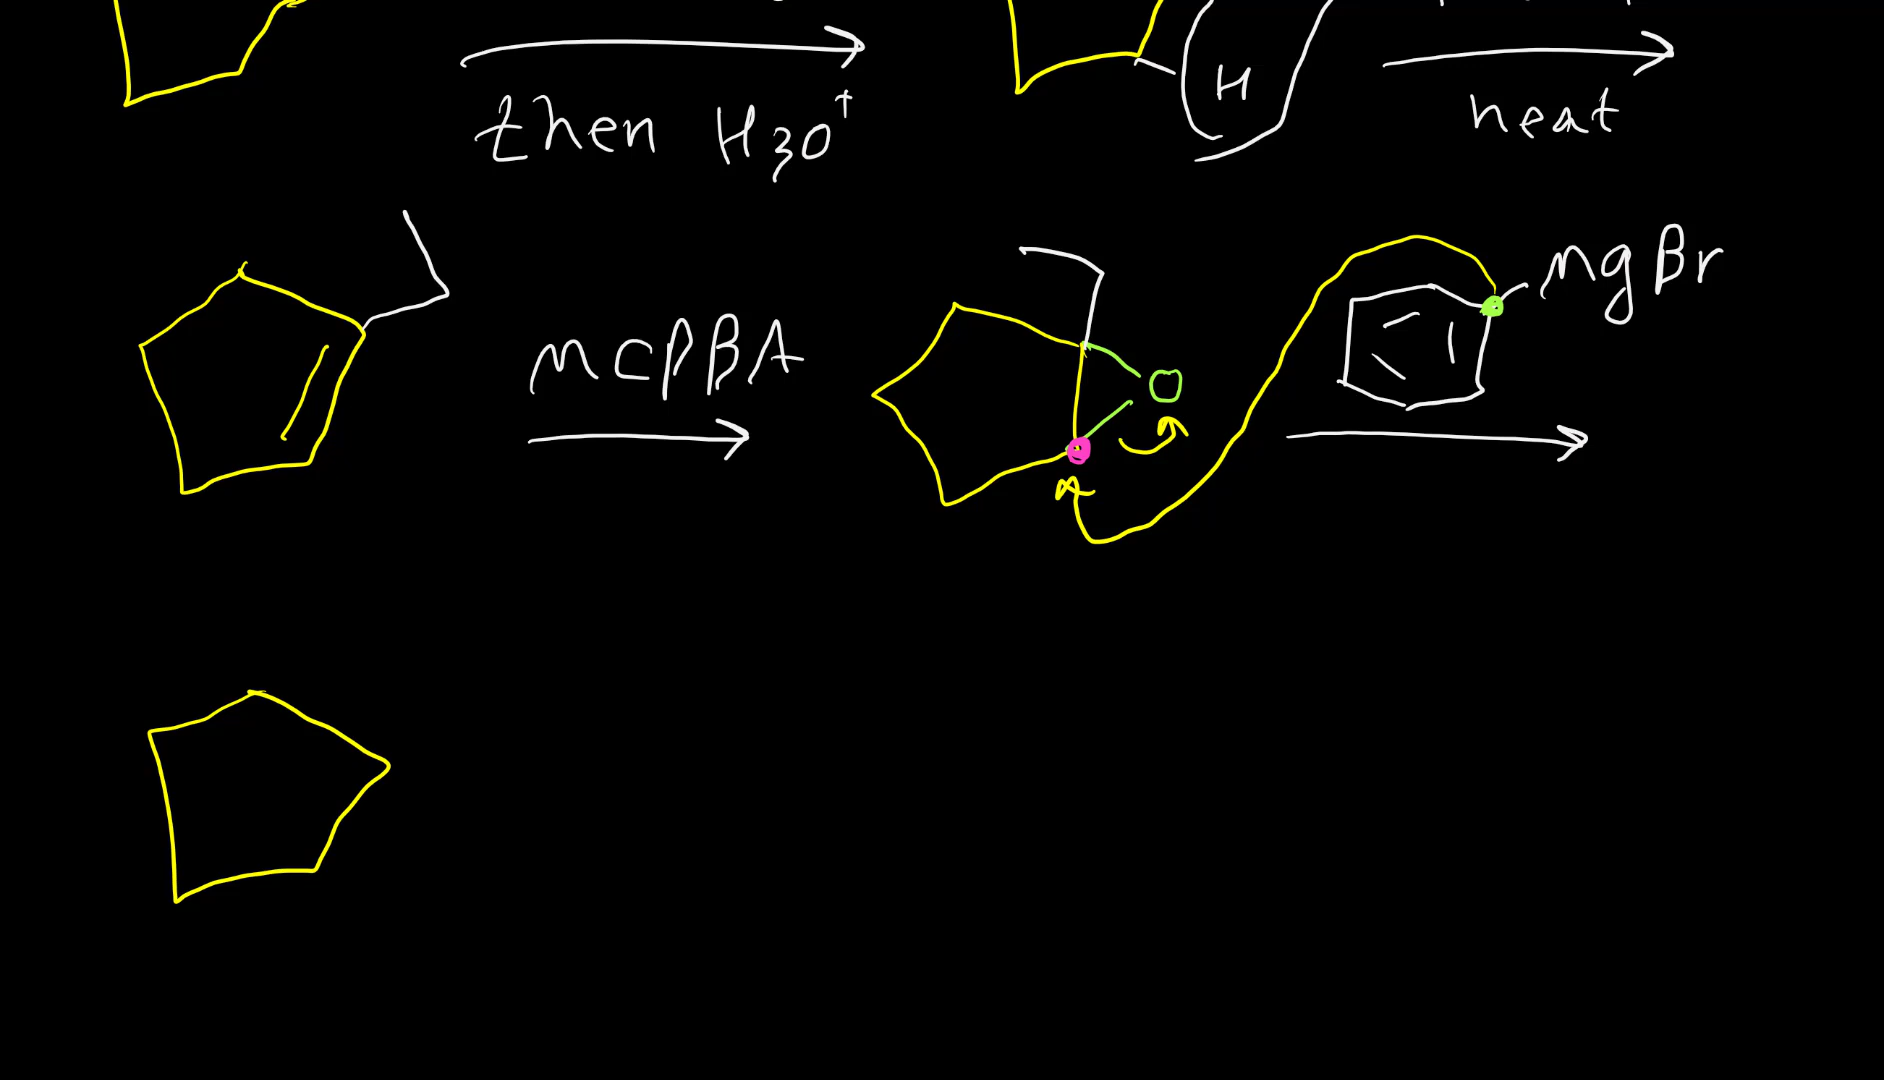 then H3O+
H
heat
MgBr
mCPBA
O